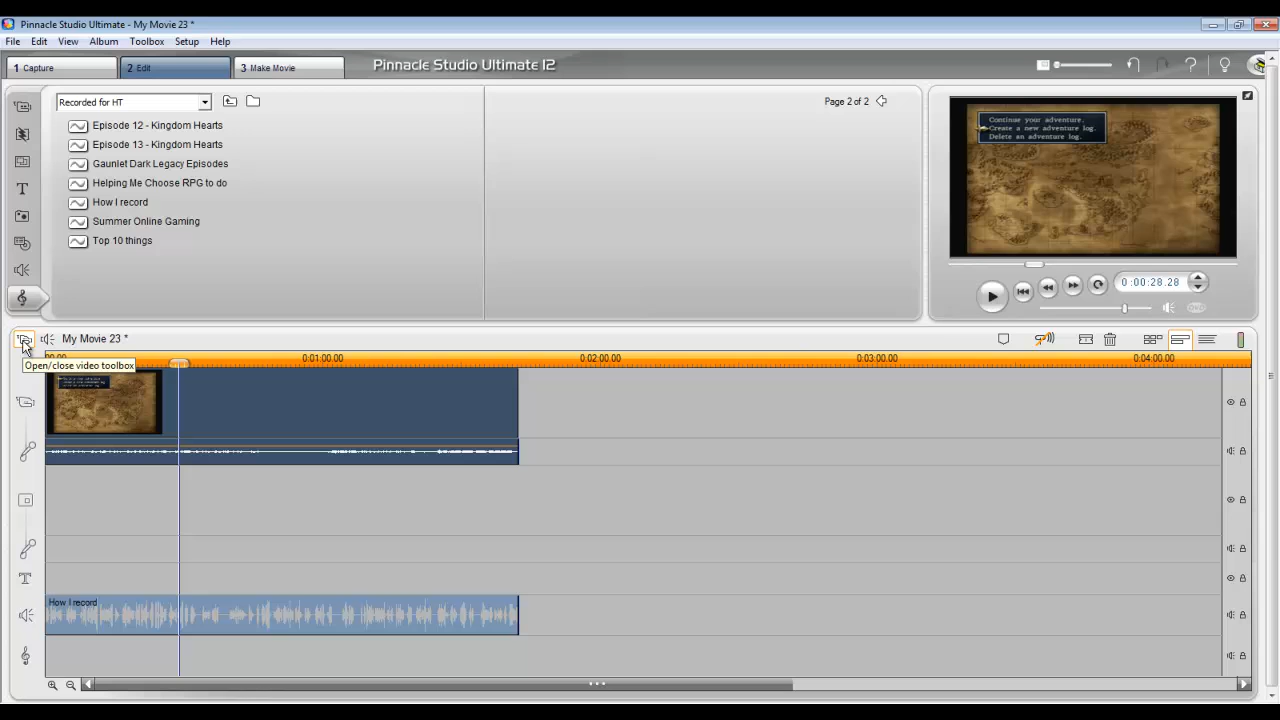 Pinnacle Studio Ultimate - My Movie 23 *
File Edit View Album Toolbox Setup Help
1 Capture 2 Edit 3 Make Movie Pinnacle Studio Ultimate 12
Recorded for HT Page 2 of 2
Episode 12 - Kingdom Hearts
Episode 13 - Kingdom Hearts
Gaunlet Dark Legacy Episodes
Helping Me Choose RPG to do
How I record
Summer Online Gaming
Top 10 things
Continue your adventure.
Create a new adventure log.
Delete an adventure log.
0:00:28.28
My Movie 23 *
00.00 0:01:00.00 0:02:00.00 0:03:00.00 0:04:00.00
Open/close video toolbox
How I record